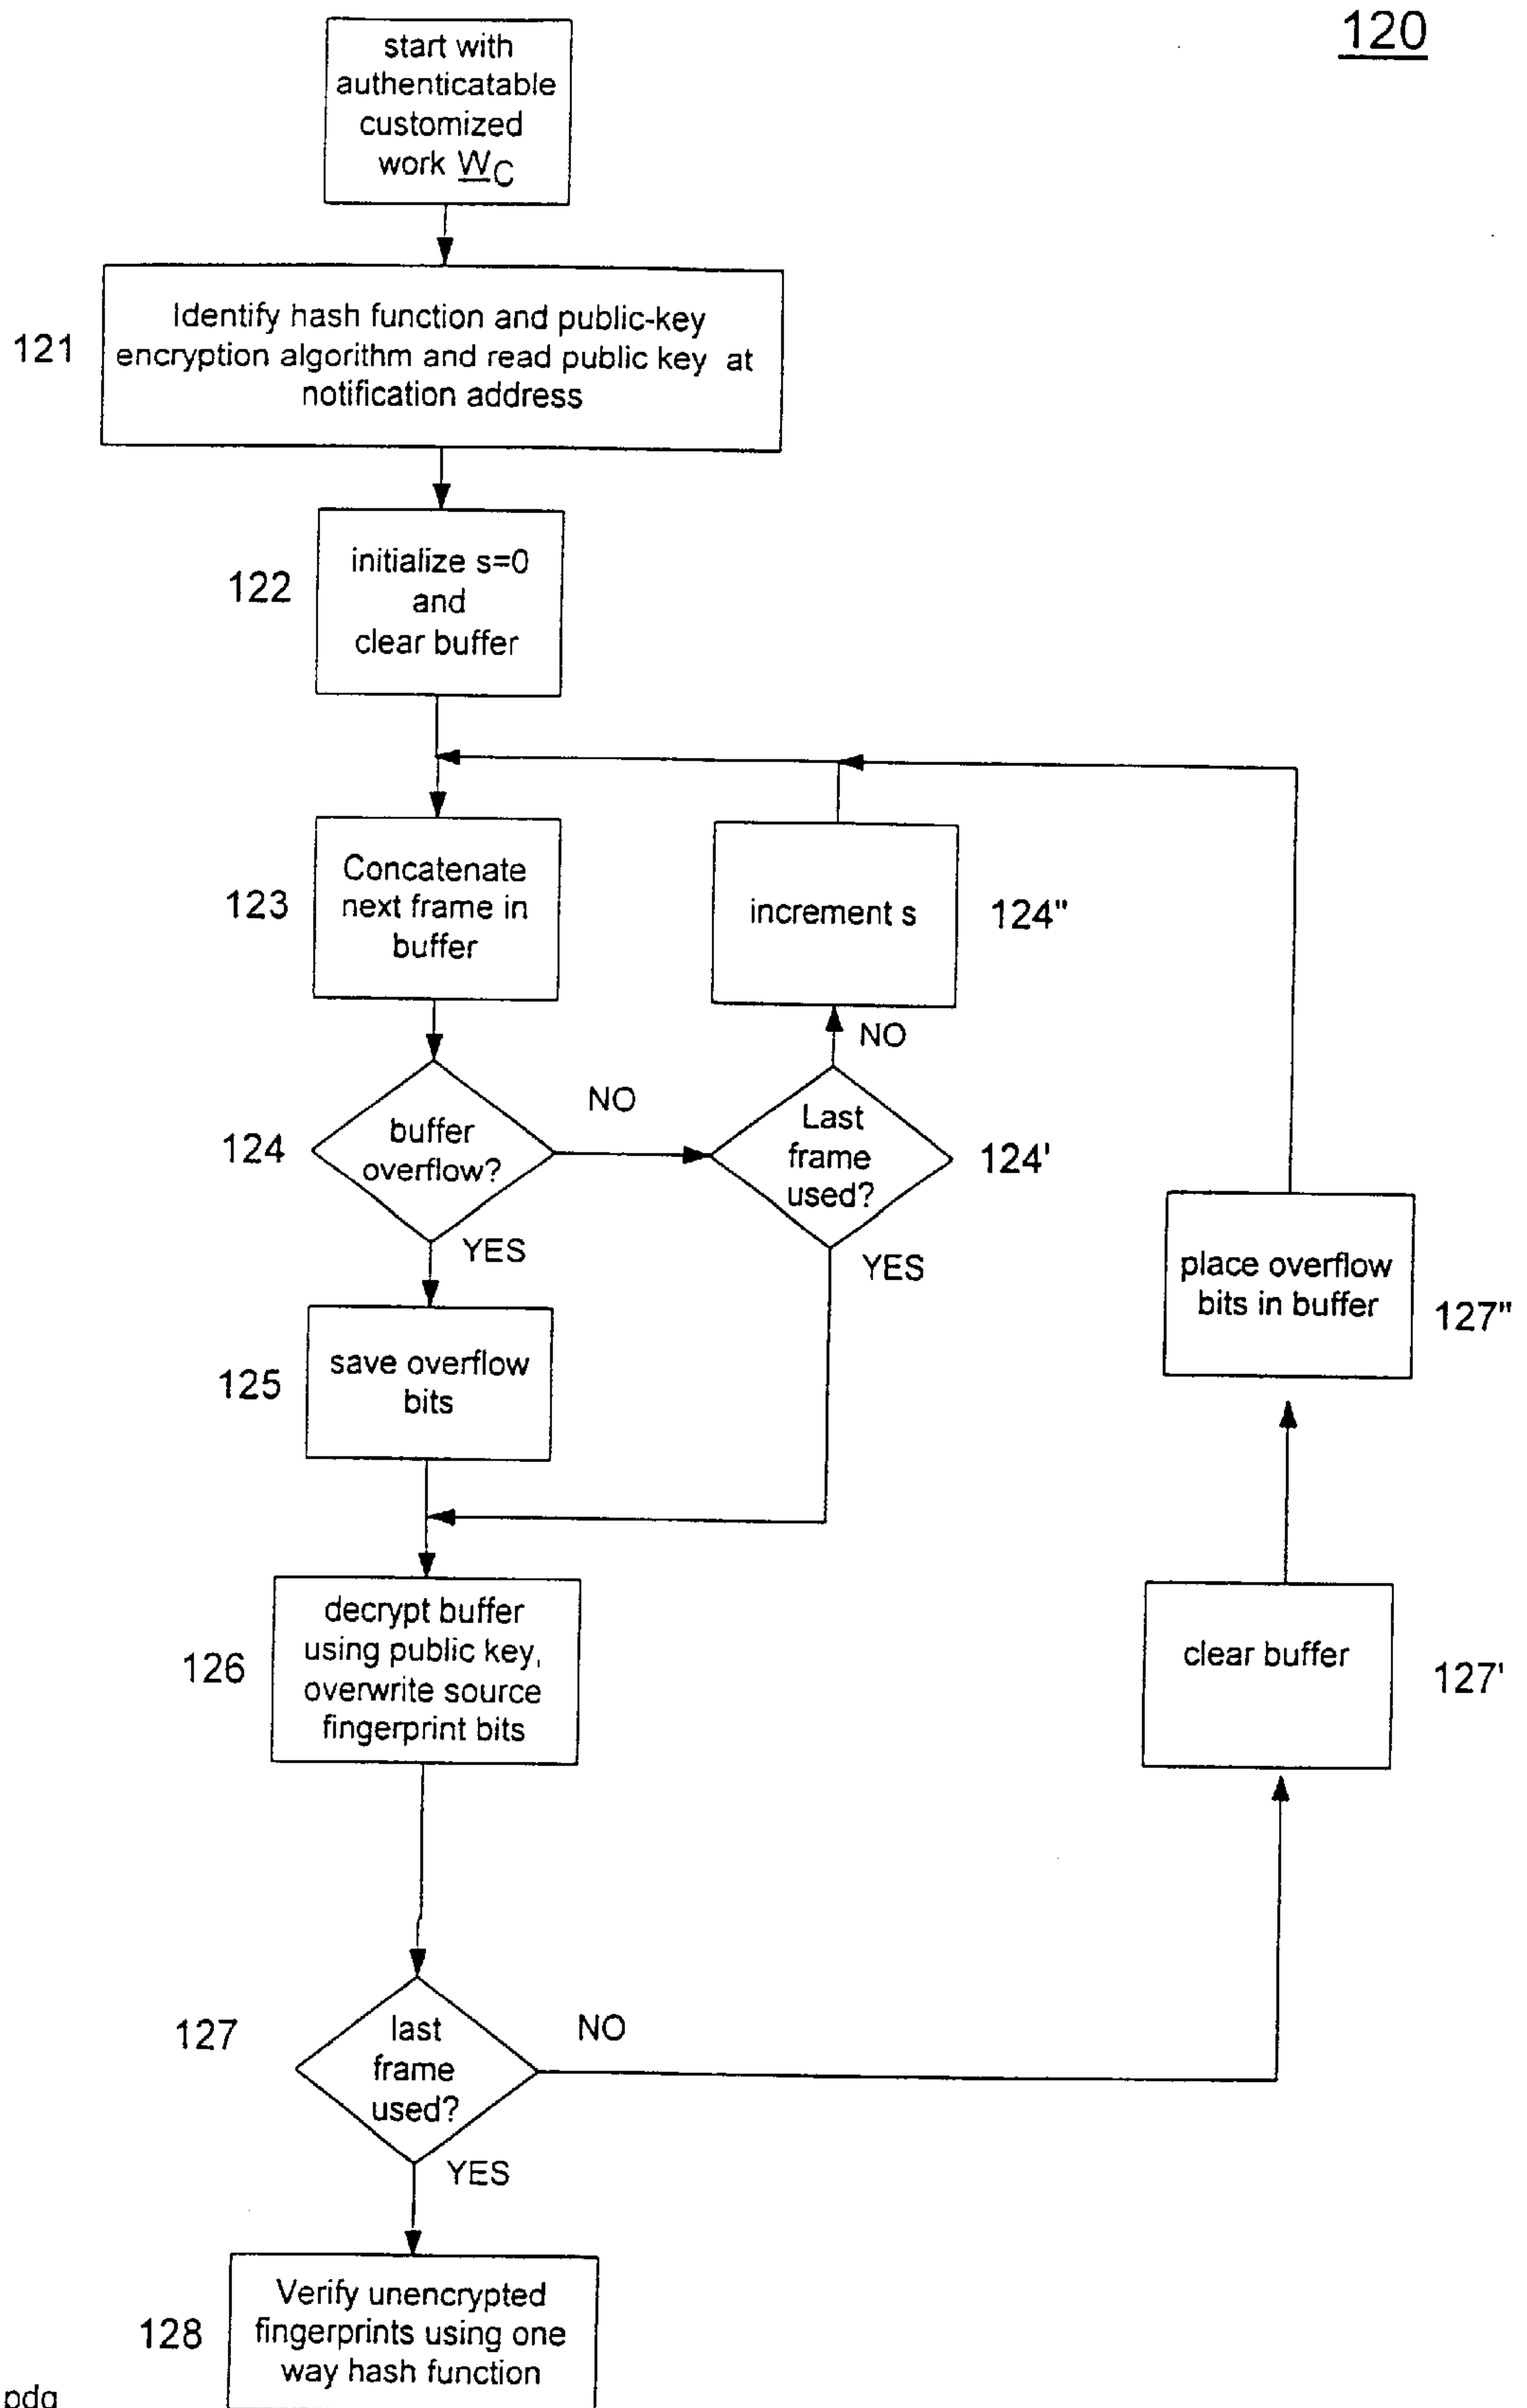 120
start with
authenticatable
customized
work WC
121
Identify hash function and public-key
encryption algorithm and read public key at
notification address
122
initialize s=0
and
clear buffer
123
Concatenate
next frame in
buffer
increment s
124"
NO
124
buffer
overflow?
NO
Last
frame
used?
124'
YES
YES
125
save overflow
bits
place overflow
bits in buffer
127"
126
decrypt buffer
using public key,
overwrite source
fingerprint bits
clear buffer
127'
127
last
frame
used?
NO
YES
128
Verify unencrypted
fingerprints using one
way hash function
pdg